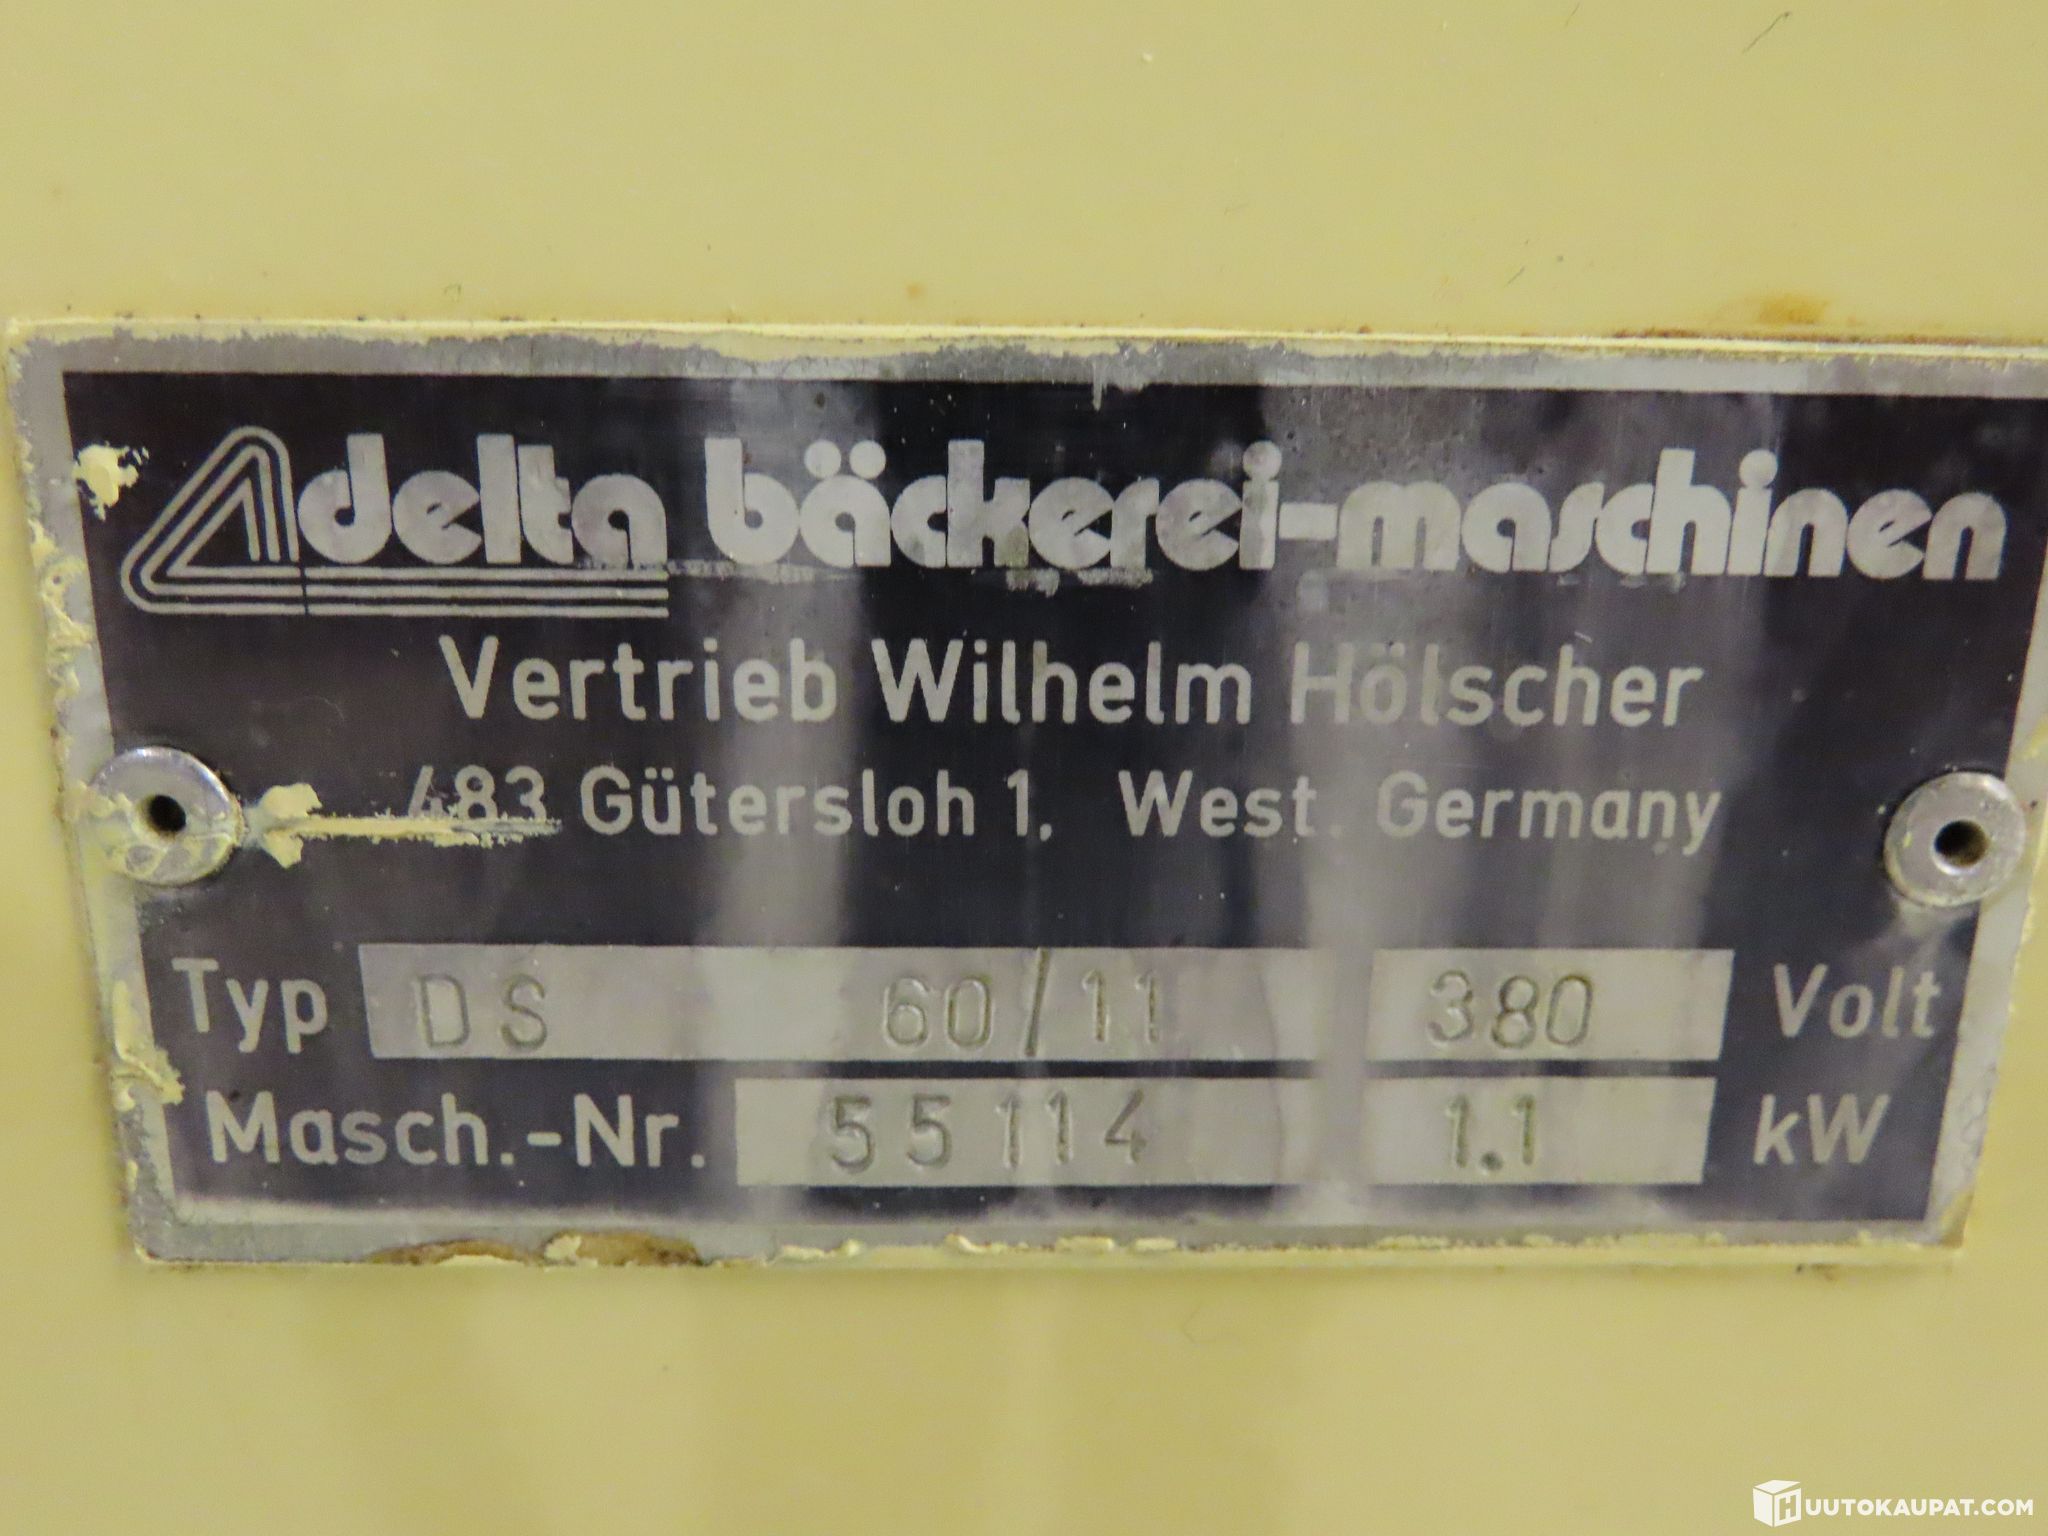 delta bäckerei-maschinen
Vertrieb Wilhelm Hölscher
483 Gütersloh 1, West. Germany
Typ DS 60/11 380 Volt
Masch.-Nr. 55114 1.1 kW
HUUTOKAUPAT.COM